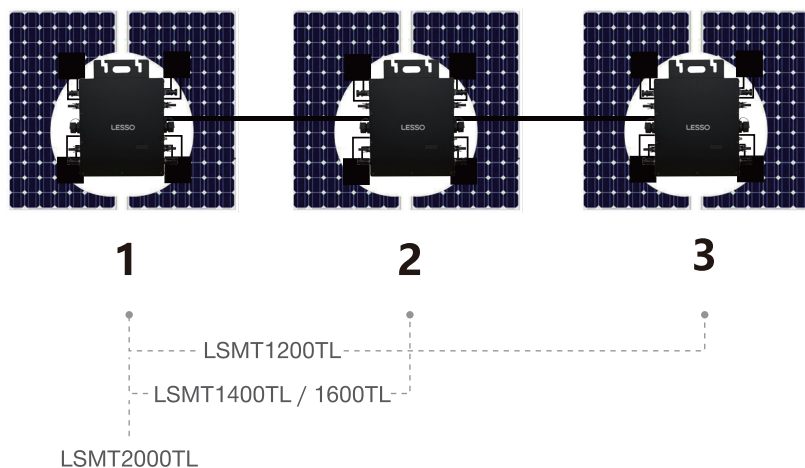 LESSO
LESSO
LESSO
1
2
3
LSMT1200TL
LSMT1400TL / 1600TL
LSMT2000TL